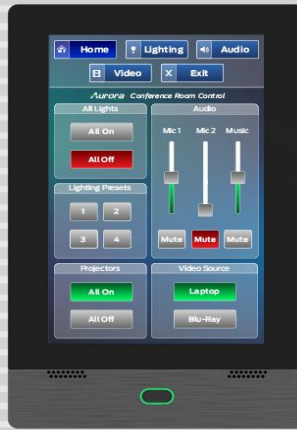 Home
Lighting
Audio
Video
X Exit
Aurora Conference Room Control
All Lights
All On
All Off
Lighting Presets
1 2
3 4
Projectors
All On
All Off
Audio
Mic 1 Mic 2 Music
Mute Mute Mute
Video Source
Laptop
Blu-Ray